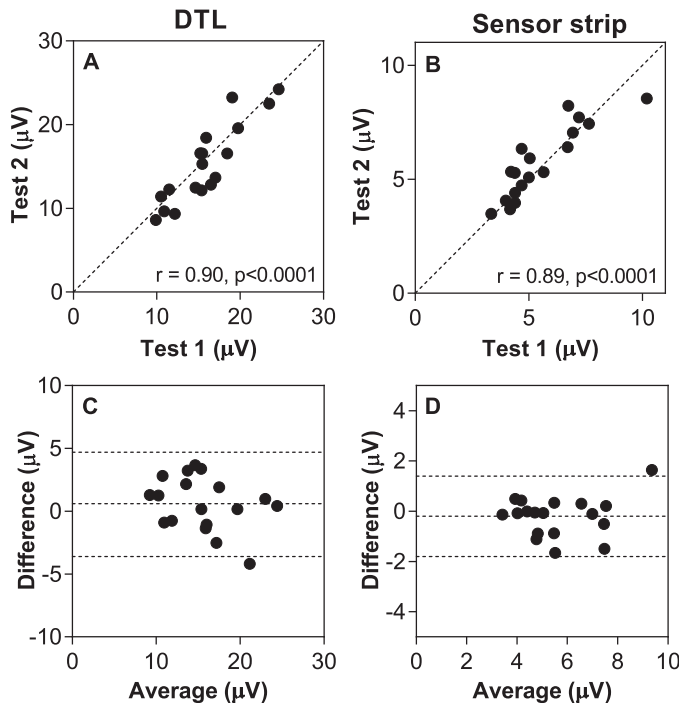 DTL
Sensor strip
A
30
20
10
0
Test 2 (μV)
r = 0.90, p<0.0001
0 10 20 30
Test 1 (μV)
B
10
5
0
Test 2 (μV)
r = 0.89, p<0.0001
0 5 10
Test 1 (μV)
C
10
5
0
-5
-10
Difference (μV)
0 10 20 30
Average (μV)
D
4
2
0
-2
-4
Difference (μV)
0 2 4 6 8 10
Average (μV)